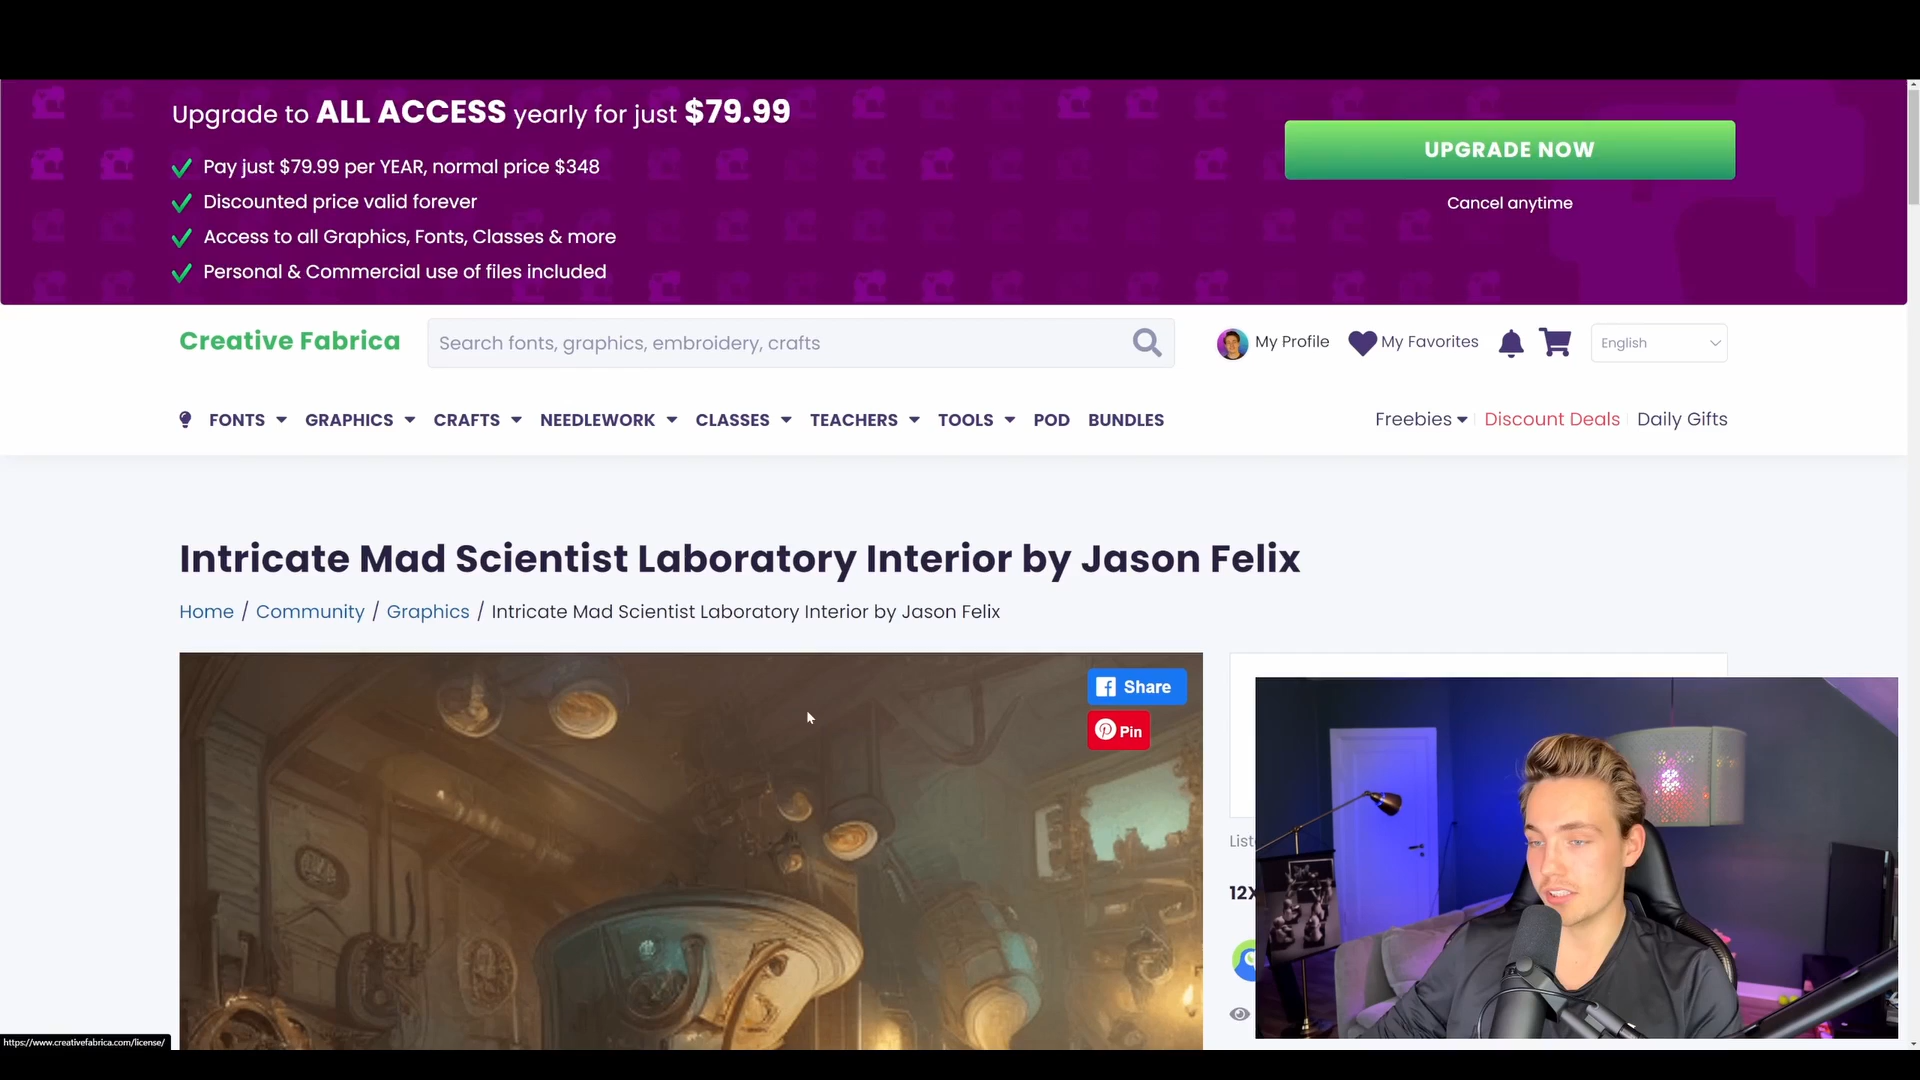 Upgrade to ALL ACCESS yearly for just $79.99
Pay just $79.99 per YEAR, normal price $348
Discounted price valid forever
Access to all Graphics, Fonts, Classes & more
Personal & Commercial use of files included
UPGRADE NOW
Cancel anytime
Creative Fabrica
Search fonts, graphics, embroidery, crafts
My Profile
My Favorites
English
FONTS GRAPHICS CRAFTS NEEDLEWORK CLASSES TEACHERS TOOLS POD BUNDLES
Freebies Discount Deals Daily Gifts
Intricate Mad Scientist Laboratory Interior by Jason Felix
Home / Community / Graphics / Intricate Mad Scientist Laboratory Interior by Jason Felix
Share
Pin
List
12X
https://www.creativefabrica.com/license/